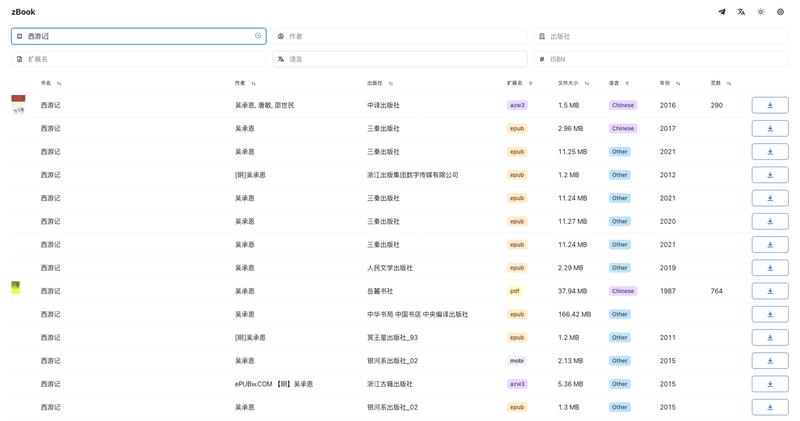 zBook
西游记 作者 出版社
扩展名 语言 # ISBN
书名 作者 出版社 扩展名 文件大小 语言 年份 页数
西游记 吴承恩, 唐敏, 邵世民 中译出版社 azw3 1.5 MB Chinese 2016 290
西游记 吴承恩 三秦出版社 epub 2.96 MB Chinese 2017
西游记 吴承恩 三秦出版社 epub 11.25 MB Other 2021
西游记 [明]吴承恩 浙江出版集团数字传媒有限公司 epub 1.2 MB Other 2012
西游记 吴承恩 三秦出版社 epub 11.24 MB Other 2021
西游记 吴承恩 三秦出版社 epub 11.27 MB Other 2020
西游记 吴承恩 三秦出版社 epub 11.24 MB Other 2021
西游记 吴承恩 人民文学出版社 epub 2.29 MB Other 2019
西游记 吴承恩 岳麓书社 pdf 37.94 MB Chinese 1987 764
西游记 吴承恩 中华书局 中国书店 中央编译出版社 epub 166.42 MB Other
西游记 [明]吴承恩 冥王星出版社_93 epub 1.2 MB Other 2011
西游记 吴承恩 银河系出版社_02 mobi 2.13 MB Other 2015
西游记 ePUBw.COM 【明】吴承恩 浙江古籍出版社 azw3 5.36 MB Other 2015
西游记 吴承恩 银河系出版社_02 epub 1.3 MB Other 2015